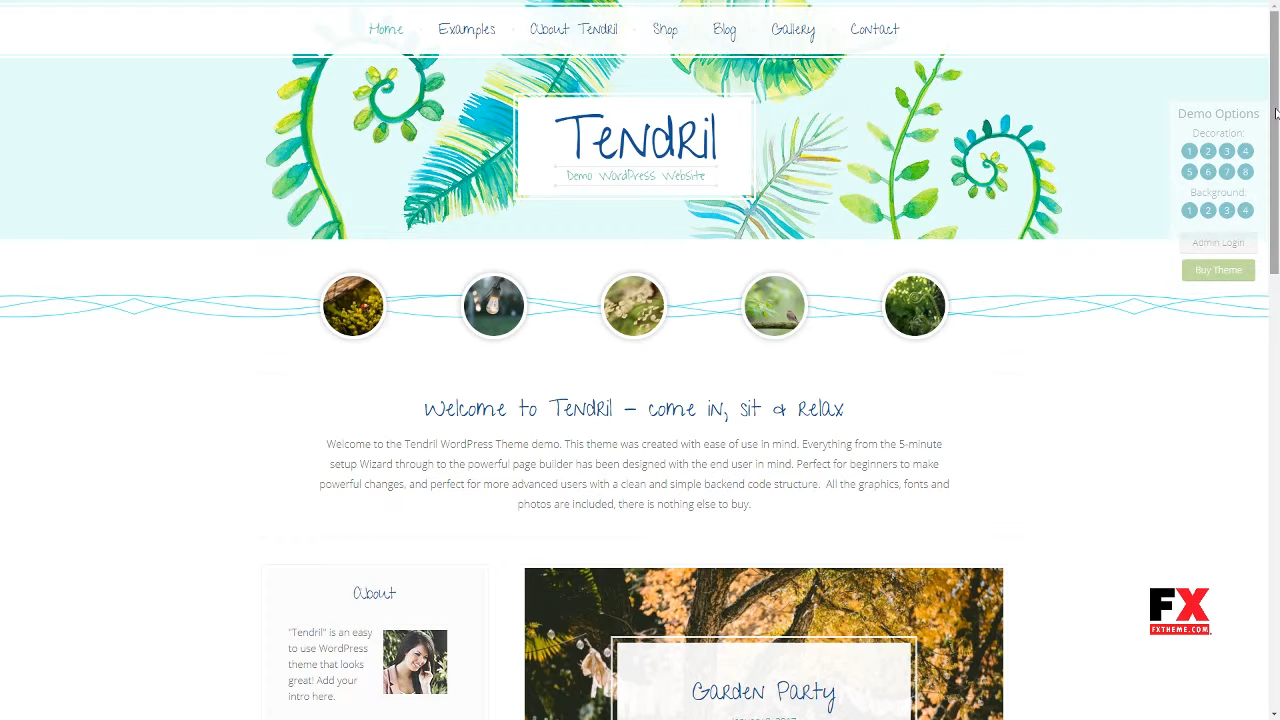 Home Examples About Tendril Shop Blog Gallery Contact
Tendril
Demo WordPress Website
Demo Options
Decoration:
1 2 3 4
5 6 7 8
Background:
1 2 3 4
Admin Login
Buy Theme
Welcome to Tendril – come in, sit & relax
Welcome to the Tendril WordPress Theme demo. This theme was created with ease of use in mind. Everything from the 5-minute
setup Wizard through to the powerful page builder has been designed with the end user in mind. Perfect for beginners to make
powerful changes, and perfect for more advanced users with a clean and simple backend code structure. All the graphics, fonts and
photos are included, there is nothing else to buy.
About
"Tendril" is an easy
to use WordPress
theme that looks
great! Add your
intro here.
Garden Party
FX
FXTHEME.COM